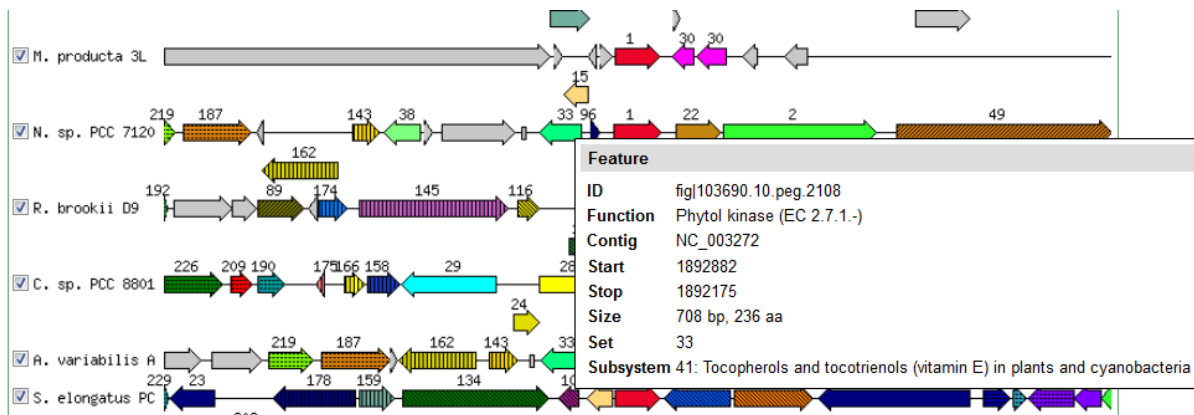 1 30 30
M. producta 3L
15
219 187 143 38 33 96 1 22 2 49
N. sp. PCC 7120
162
192 89 174 145 116
R. brookii D9
226 209 190 175 166 158 29 28
C. sp. PCC 8801
24
219 187 162 143 33
A. variabilis A
229 23 178 159 134 10
S. elongatus PC
Feature
ID fig|103690.10.peg.2108
Function Phytol kinase (EC 2.7.1.-)
Contig NC_003272
Start 1892882
Stop 1892175
Size 708 bp, 236 aa
Set 33
Subsystem 41: Tocopherols and tocotrienols (vitamin E) in plants and cyanobacteria